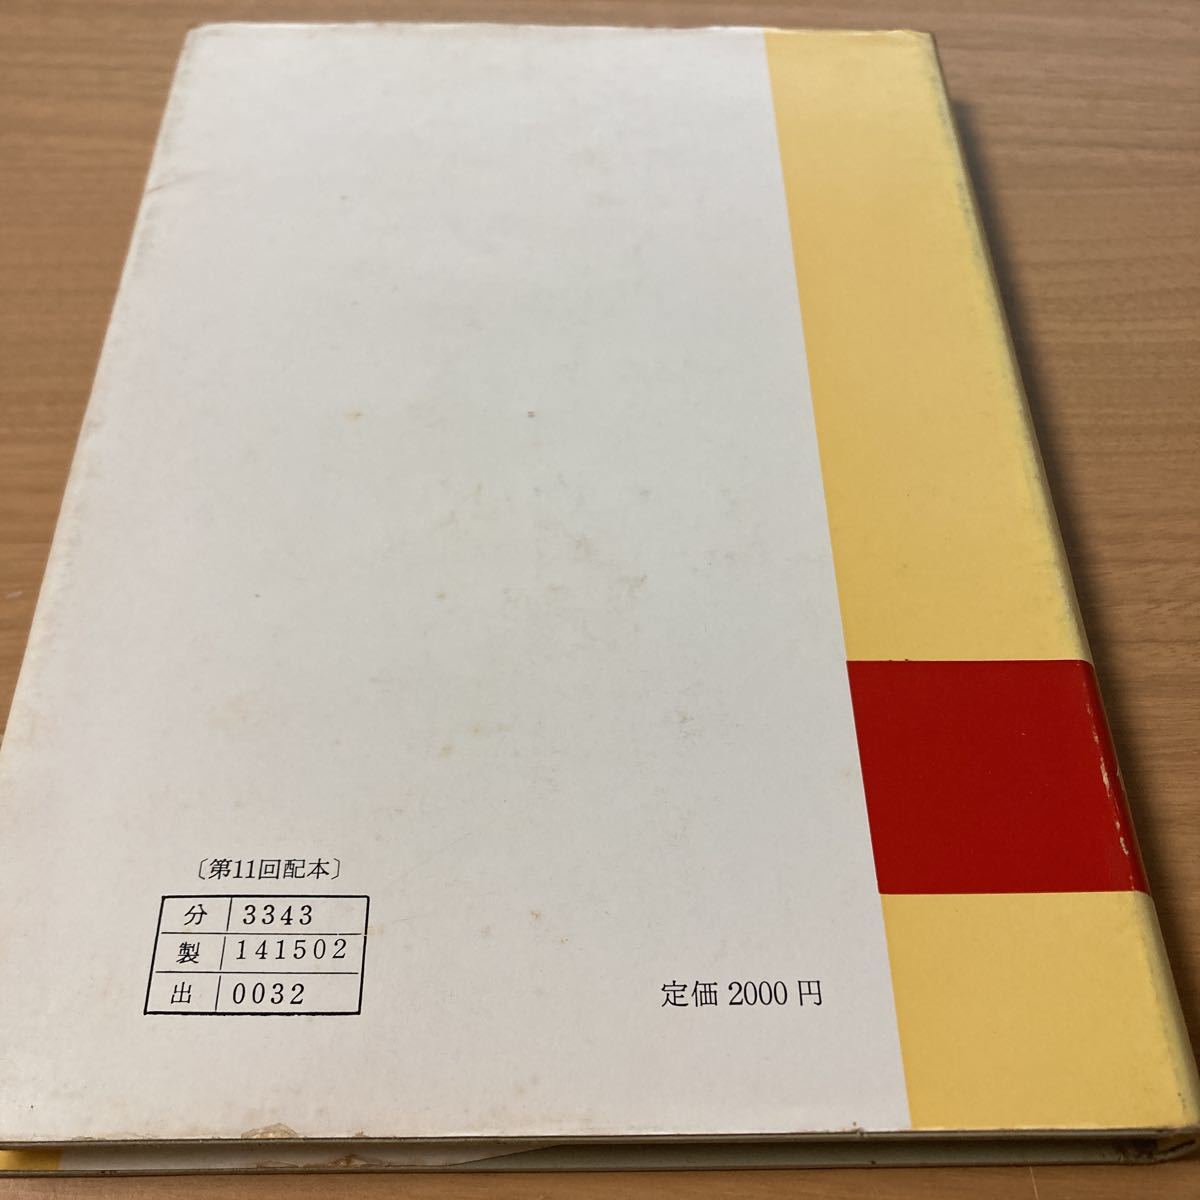 〔第11回配本〕
分 3343
製 141502
出 0032
定価 2000 円